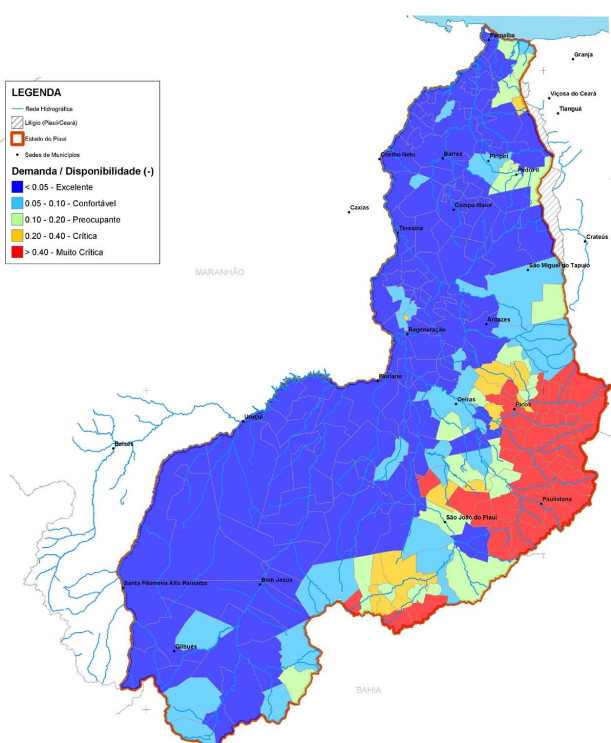 LEGENDA
Rede Hidrográfica
Litígio (Piauí/Ceará)
Estado do Piauí
Sedes de Municípios
Demanda / Disponibilidade (-)
< 0.05 - Excelente
0.05 - 0.10 - Confortável
0.10 - 0.20 - Preocupante
0.20 - 0.40 - Crítica
> 0.40 - Muito Crítica
Parnaíba
Granja
Viçosa do Ceará
Tianguá
Coelho Neto
Barras
Piripiri
Pedro II
Caxias
Campo Maior
Teresina
Crateús
São Miguel do Tapuio
MARANHÃO
Aroazes
Regeneração
Floriano
Oeiras
Picos
Uruçuí
Balsas
Paulistana
São João do Piauí
Santa Filomena
Alto Parnaíba
Bom Jesus
Gilbués
BAHIA